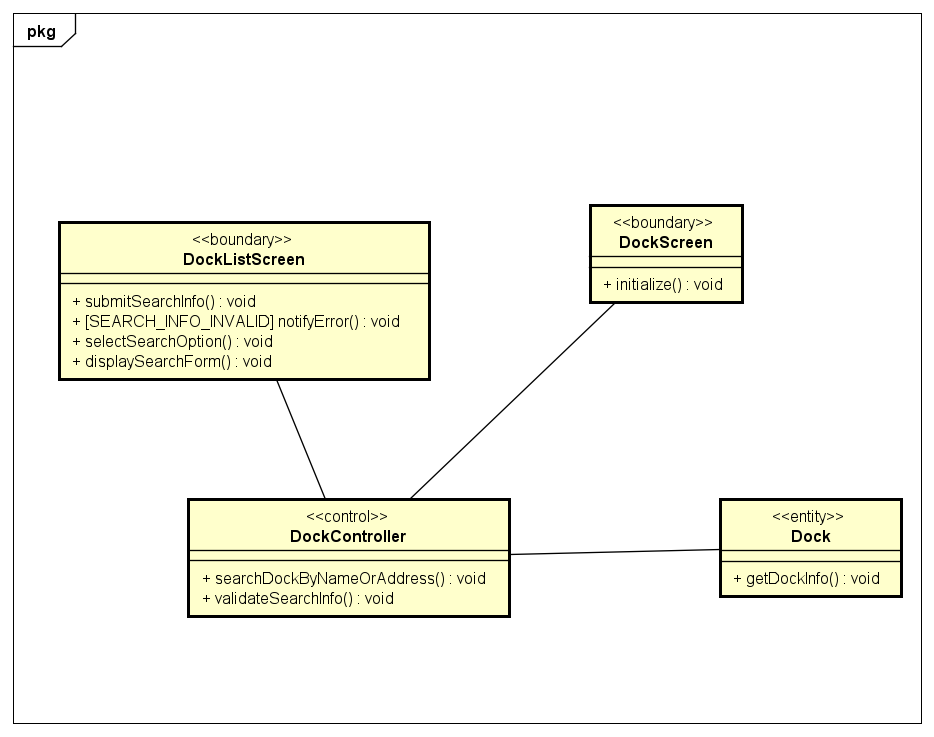 pkg
<<boundary>>
DockListScreen
+ submitSearchInfo() : void
+ [SEARCH_INFO_INVALID] notifyError() : void
+ selectSearchOption() : void
+ displaySearchForm() : void
<<boundary>>
DockScreen
+ initialize() : void
<<control>>
DockController
+ searchDockByNameOrAddress() : void
+ validateSearchInfo() : void
<<entity>>
Dock
+ getDockInfo() : void